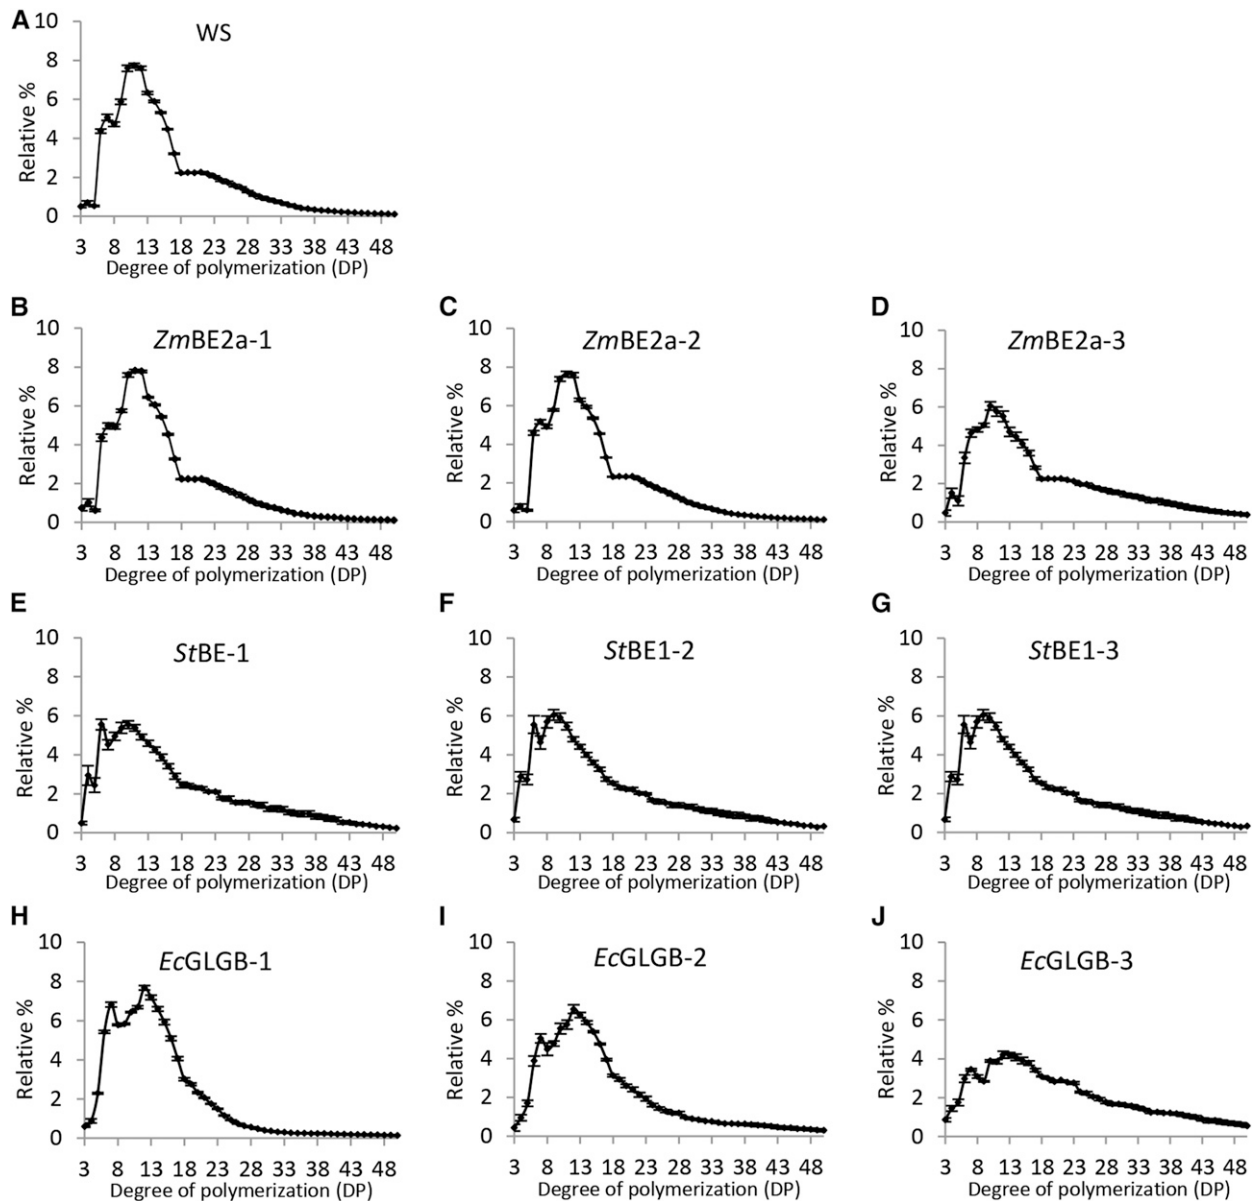 A
WS
Relative %
10
8
6
4
2
0
3 8 13 18 23 28 33 38 43 48
Degree of polymerization (DP)
B
ZmBE2a-1
Relative %
10
8
6
4
2
0
3 8 13 18 23 28 33 38 43 48
Degree of polymerization (DP)
C
ZmBE2a-2
Relative %
10
8
6
4
2
0
3 8 13 18 23 28 33 38 43 48
Degree of polymerization (DP)
D
ZmBE2a-3
Relative %
10
8
6
4
2
0
3 8 13 18 23 28 33 38 43 48
Degree of polymerization (DP)
E
StBE-1
Relative %
10
8
6
4
2
0
3 8 13 18 23 28 33 38 43 48
Degree of polymerization (DP)
F
StBE1-2
Relative %
10
8
6
4
2
0
3 8 13 18 23 28 33 38 43 48
Degree of polymerization (DP)
G
StBE1-3
Relative %
10
8
6
4
2
0
3 8 13 18 23 28 33 38 43 48
Degree of polymerization (DP)
H
EcGLGB-1
Relative %
10
8
6
4
2
0
3 8 13 18 23 28 33 38 43 48
Degree of polymerization (DP)
I
EcGLGB-2
Relative %
10
8
6
4
2
0
3 8 13 18 23 28 33 38 43 48
Degree of polymerization (DP)
J
EcGLGB-3
Relative %
10
8
6
4
2
0
3 8 13 18 23 28 33 38 43 48
Degree of polymerization (DP)